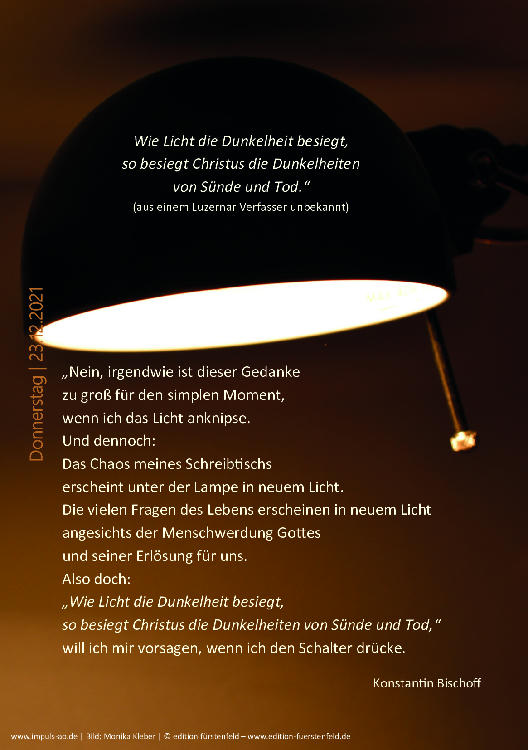 Wie Licht die Dunkelheit besiegt,
so besiegt Christus die Dunkelheiten
von Sünde und Tod.“
(aus einem Luzernar Verfasser unbekannt)
Donnerstag | 23.12.2021
„Nein, irgendwie ist dieser Gedanke
zu groß für den simplen Moment,
wenn ich das Licht anknipse.
Und dennoch:
Das Chaos meines Schreibtischs
erscheint unter der Lampe in neuem Licht.
Die vielen Fragen des Lebens erscheinen in neuem Licht
angesichts der Menschwerdung Gottes
und seiner Erlösung für uns.
Also doch:
„Wie Licht die Dunkelheit besiegt,
so besiegt Christus die Dunkelheiten von Sünde und Tod,“
will ich mir vorsagen, wenn ich den Schalter drücke.
Konstantin Bischoff
www.impuls-ao.de | Bild: Monika Kleber | © edition fürstenfeld – www.edition-fuerstenfeld.de